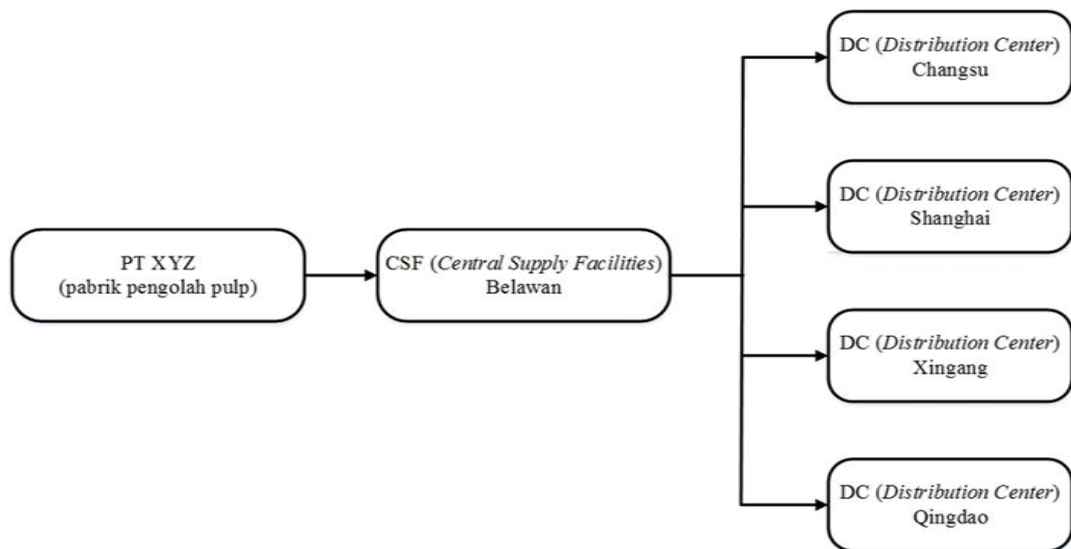 DC (Distribution Center)
Changsu
DC (Distribution Center)
Shanghai
PT XYZ
(pabrik pengolah pulp)
CSF (Central Supply Facilities)
Belawan
DC (Distribution Center)
Xingang
DC (Distribution Center)
Qingdao